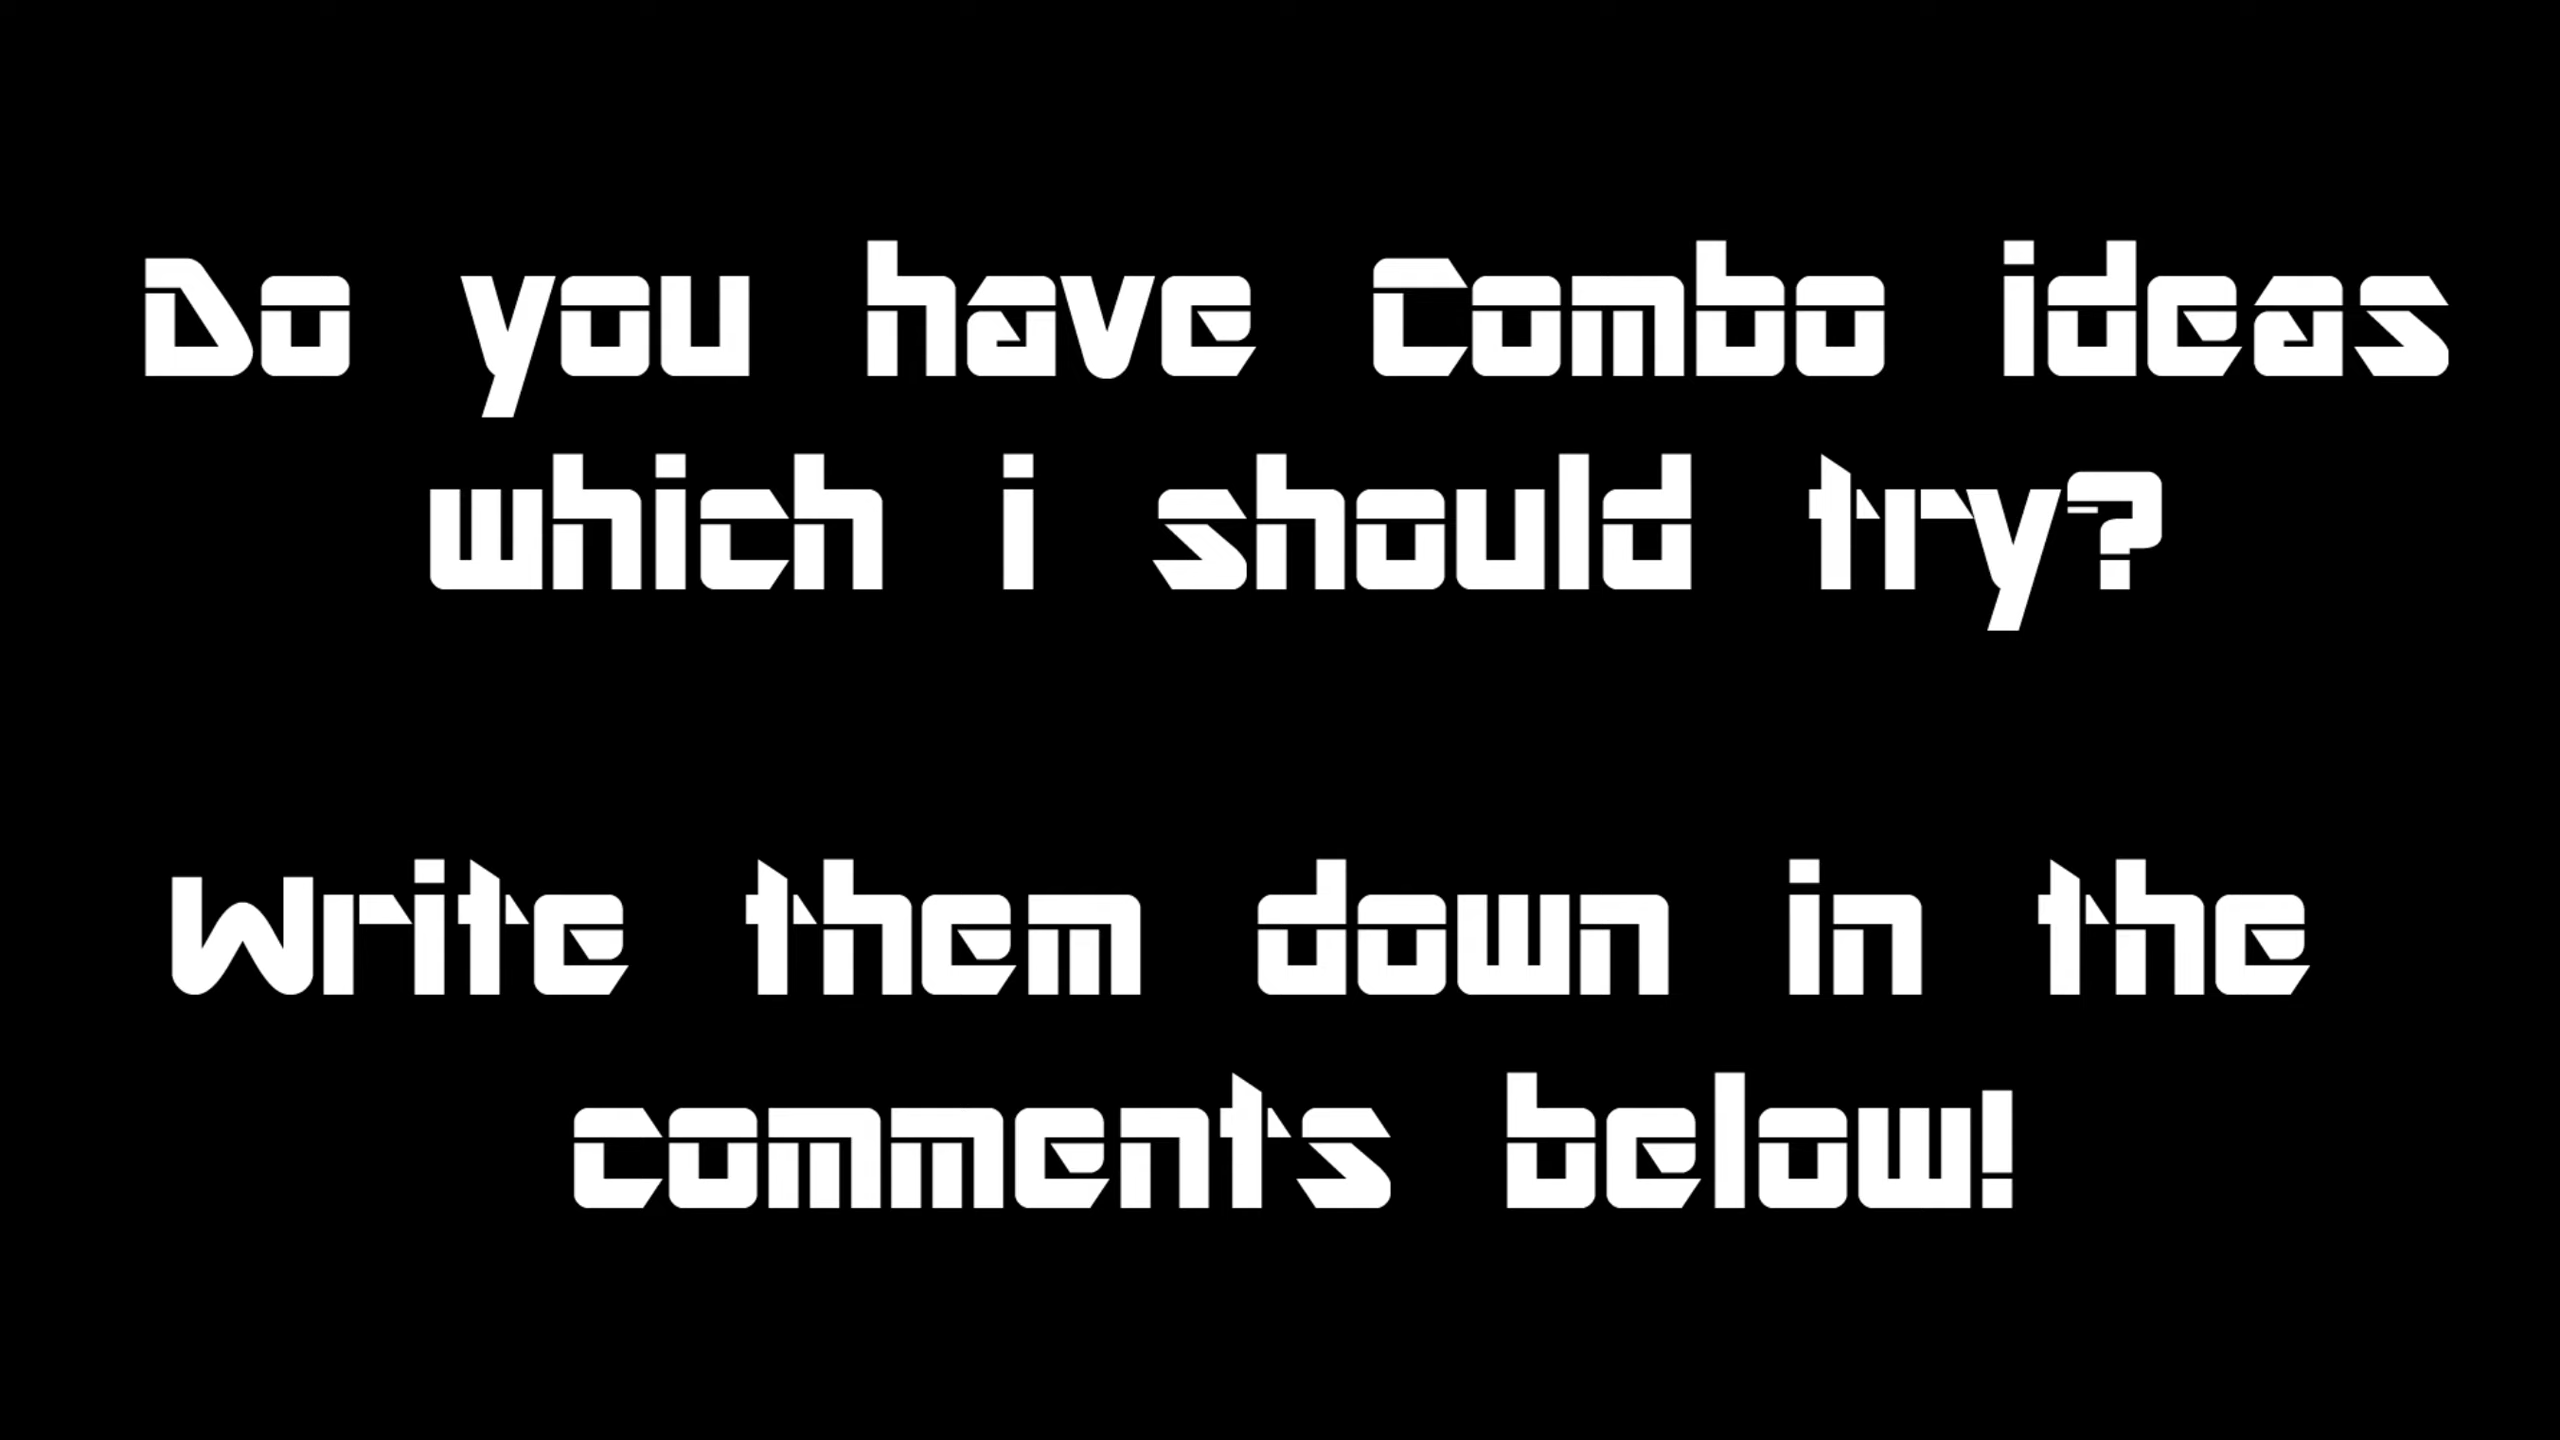 Do you have Combo ideas
which i should try?
Write them down in the
comments below!